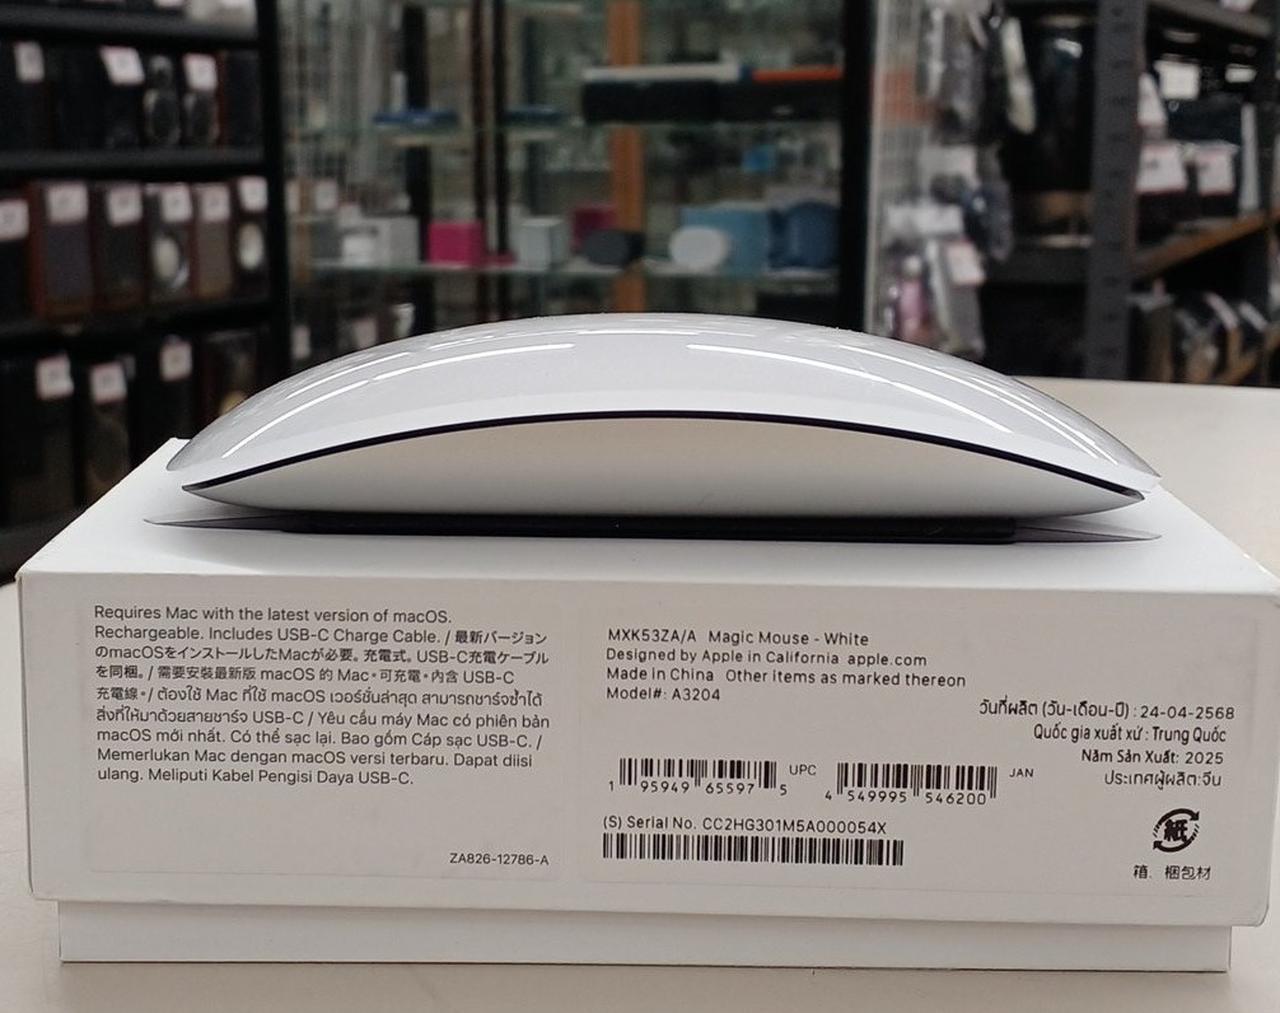 Requires Mac with the latest version of macOS.
Rechargeable. Includes USB-C Charge Cable. / 最新バージョン
のmacOSをインストールしたMacが必要。充電式。USB-C充電ケーブル
を同梱。/ 需要安裝最新版 macOS 的 Mac・可充電・內含 USB-C
充電線。/ ต้องใช้ Mac ที่ใช้ macOS เวอร์ชั่นล่าสุด สามารถชาร์จซ้ำได้
สิ่งที่ให้มาด้วยสายชาร์จ USB-C / Yêu cầu máy Mac có phiên bản
macOS mới nhất. Có thể sạc lại. Bao gồm Cáp sạc USB-C. /
Memerlukan Mac dengan macOS versi terbaru. Dapat diisi
ulang. Meliputi Kabel Pengisi Daya USB-C.
ZA826-12786-A
MXK53ZA/A Magic Mouse - White
Designed by Apple in California apple.com
Made in China Other items as marked thereon
Model#: A3204
วันที่ผลิต (วัน-เดือน-ปี) : 24-04-2568
Quốc gia xuất xứ : Trung Quốc
Năm Sản Xuất: 2025
ประเทศผู้ผลิต:จีน
UPC
1 95949 65597 5
JAN
4 549995 546200
(S) Serial No. CC2HG301M5A000054X
紙
箱、梱包材